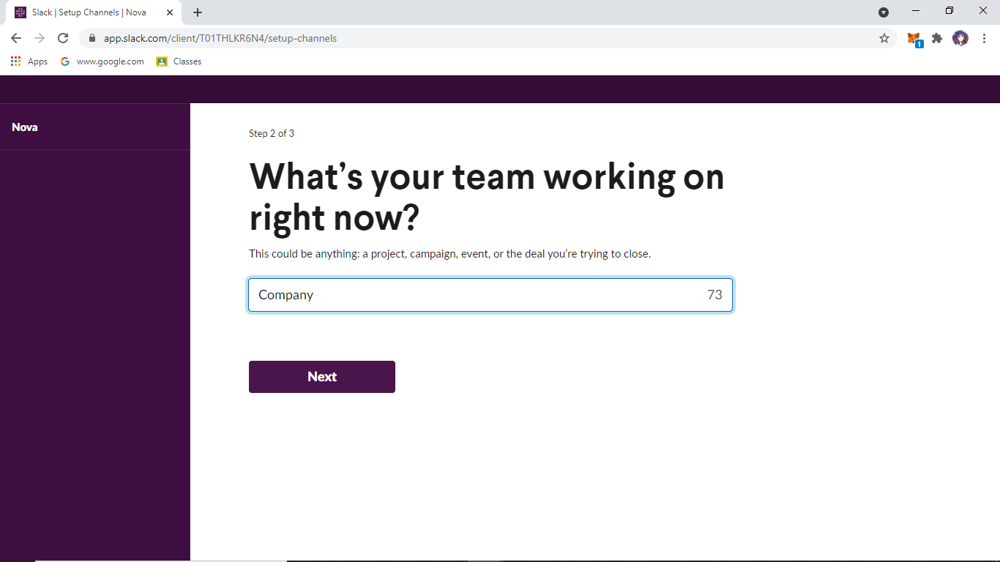 Slack | Setup Channels | Nova
app.slack.com/client/T01THLKR6N4/setup-channels
1
Apps
www.google.com
Classes
Nova
Step 2 of 3
What's your team working on
right now?
This could be anything: a project, campaign, event, or the deal you're trying to close.
Company 73
Next